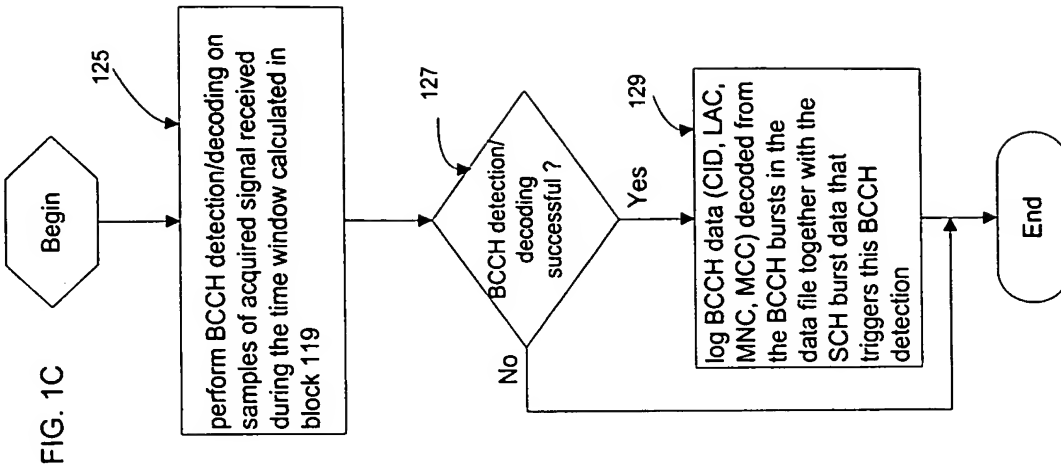 FIG. 1C
Begin
125
perform BCCH detection/decoding on
samples of acquired signal received
during the time window calculated in
block 119
127
BCCH detection/
decoding
successful ?
No
Yes
129
log BCCH data (CID, LAC,
MNC, MCC) decoded from
the BCCH bursts in the
data file together with the
SCH burst data that
triggers this BCCH
detection
End